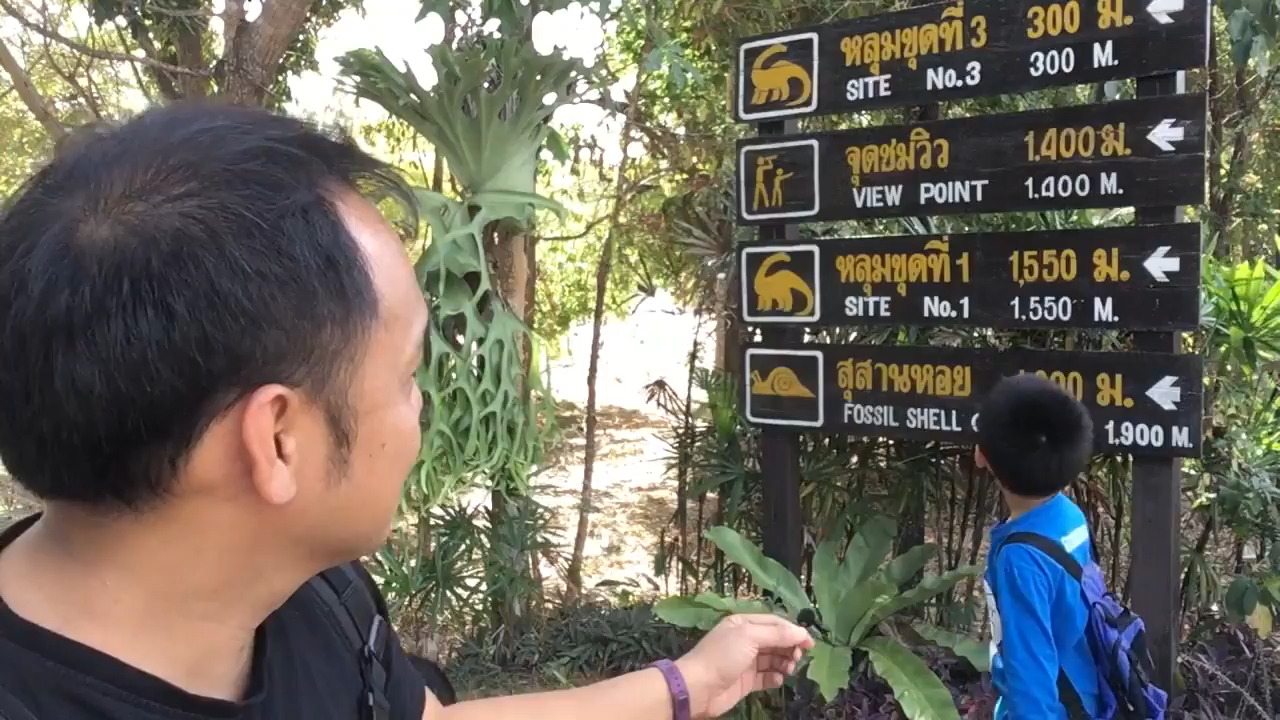 หลุมขุดที่ 3 300 ม.
SITE No.3 300 M.
จุดชมวิว 1.400 ม.
VIEW POINT 1.400 M.
หลุมขุดที่ 1 1,550 ม.
SITE No.1 1,550 M.
สุสานหอย ม.
FOSSIL SHELL 1,900 M.